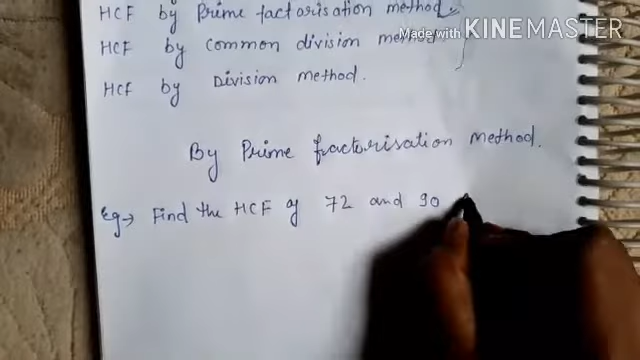 HCF by Prime factorisation method
HCF by common division method.
Made with KINEMASTER
HCF by Division method.
By Prime factorisation method.
Eg → Find the HCF of 72 and 90